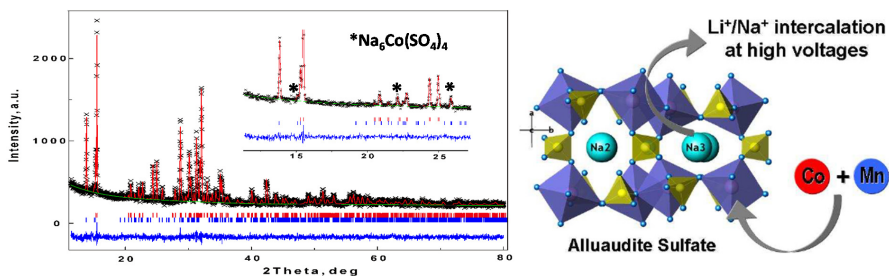 Intensity, a.u.
2000
1000
0
20
40
60
80
2Theta, deg
*Na₆Co(SO₄)₄
*
*
*
15
20
25
Li⁺/Na⁺ intercalation
at high voltages
a
c
b
Na2
Na3
Co + Mn
Alluaudite Sulfate